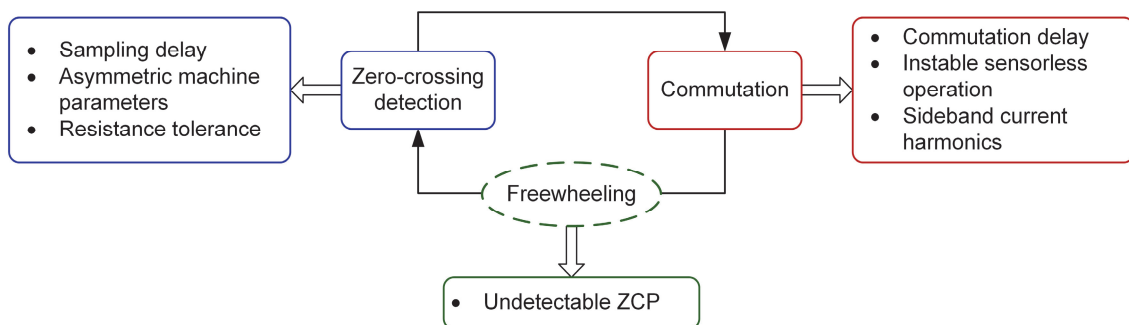 • Sampling delay
• Asymmetric machine
parameters
• Resistance tolerance
Zero-crossing
detection
Commutation
• Commutation delay
• Instable sensorless
operation
• Sideband current
harmonics
Freewheeling
• Undetectable ZCP